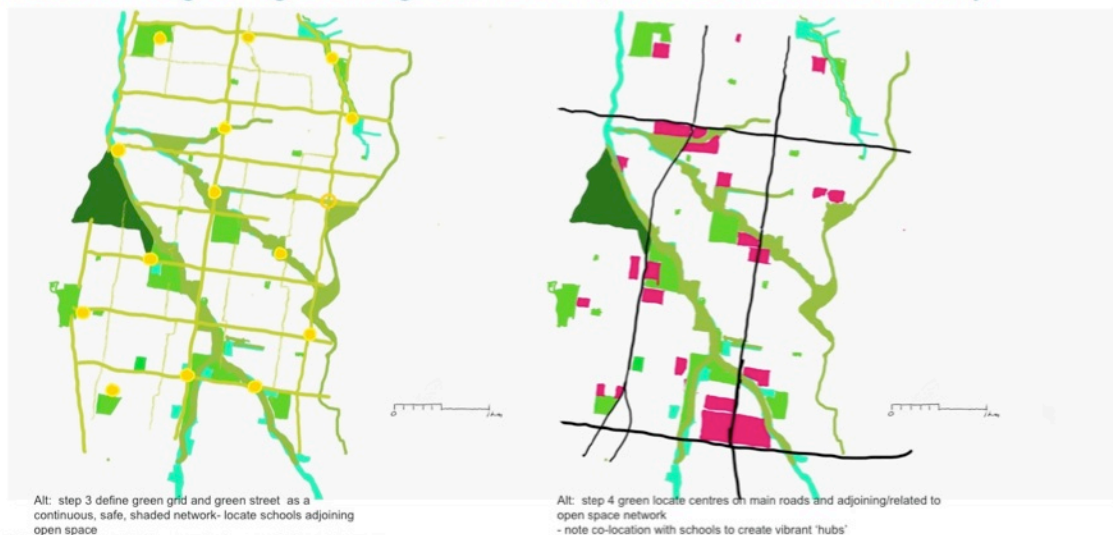 0
1km
0
1km
Alt: step 3 define green grid and green street as a
continuous, safe, shaded network- locate schools adjoining
open space
Alt: step 4 green locate centres on main roads and adjoining/related to
open space network
- note co-location with schools to create vibrant 'hubs'